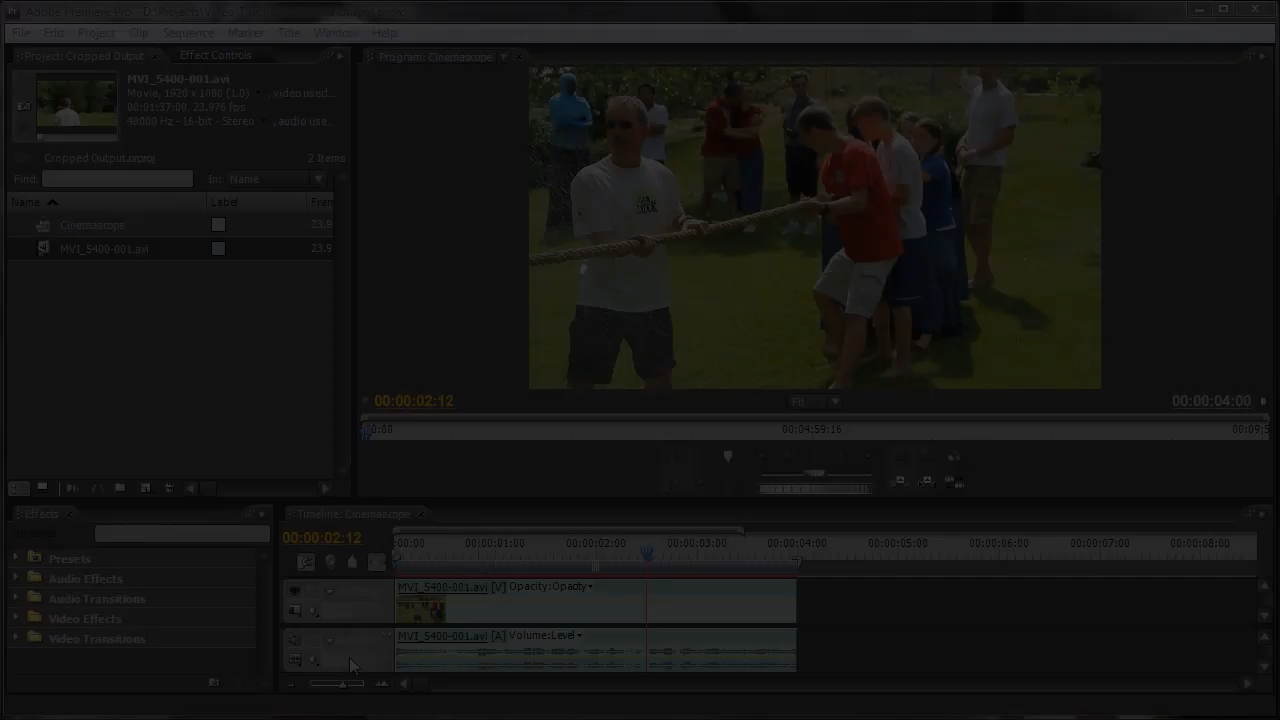 Adobe Premiere Pro - D:\Projects\Video
File Edit Project Clip Sequence Marker Title Window Help
Project: Cropped Output
Effect Controls
Program: Cinemascope
MVI_5400-001.avi
Movie, 1920 x 1080 (1.0) , video used...
00:01:37:00, 23.976 fps
48000 Hz - 16-bit - Stereo , audio use...
Cropped Output.prproj
2 Items
Find:
In: Name
Name
Label
Fram
Cinemascope
23.9
MVI_5400-001.avi
23.9
00:00:02:12
Fit
00:00:04:00
00:00
00:04:59:16
00:09:5
Effects
Presets
Audio Effects
Audio Transitions
Video Effects
Video Transitions
Timeline: Cinemascope
00:00:02:12
:00:00
00:00:01:00
00:00:02:00
00:00:03:00
00:00:04:00
00:00:05:00
00:00:06:00
00:00:07:00
00:00:08:00
MVI_5400-001.avi [V] Opacity:Opacity
MVI_5400-001.avi [A] Volume:Level